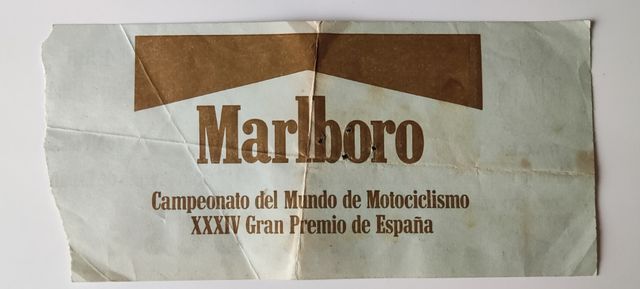 Marlboro
Campeonato del Mundo de Motociclismo
XXXIV Gran Premio de España